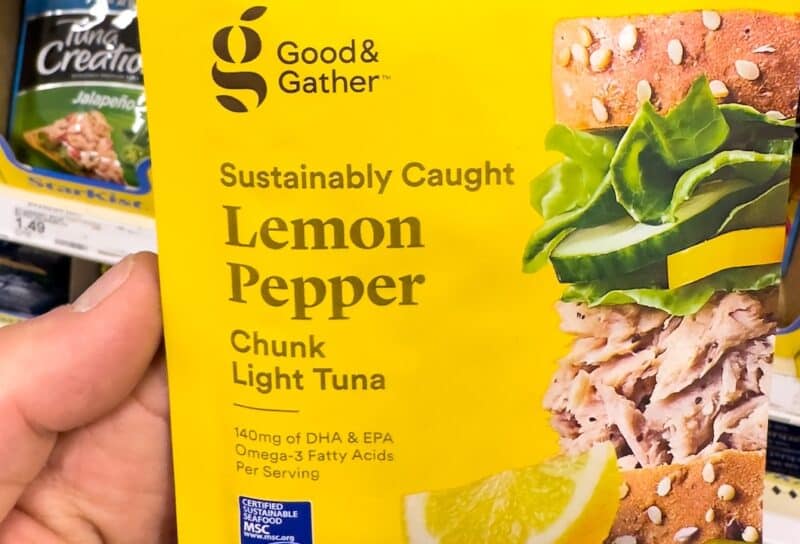 Tuna
Creatio
Jalapeño
StarKist
1.49
Good&
Gather™
Sustainably Caught
Lemon
Pepper
Chunk
Light Tuna
140mg of DHA & EPA
Omega-3 Fatty Acids
Per Serving
CERTIFIED
SUSTAINABLE
SEAFOOD
MSC
www.msc.org